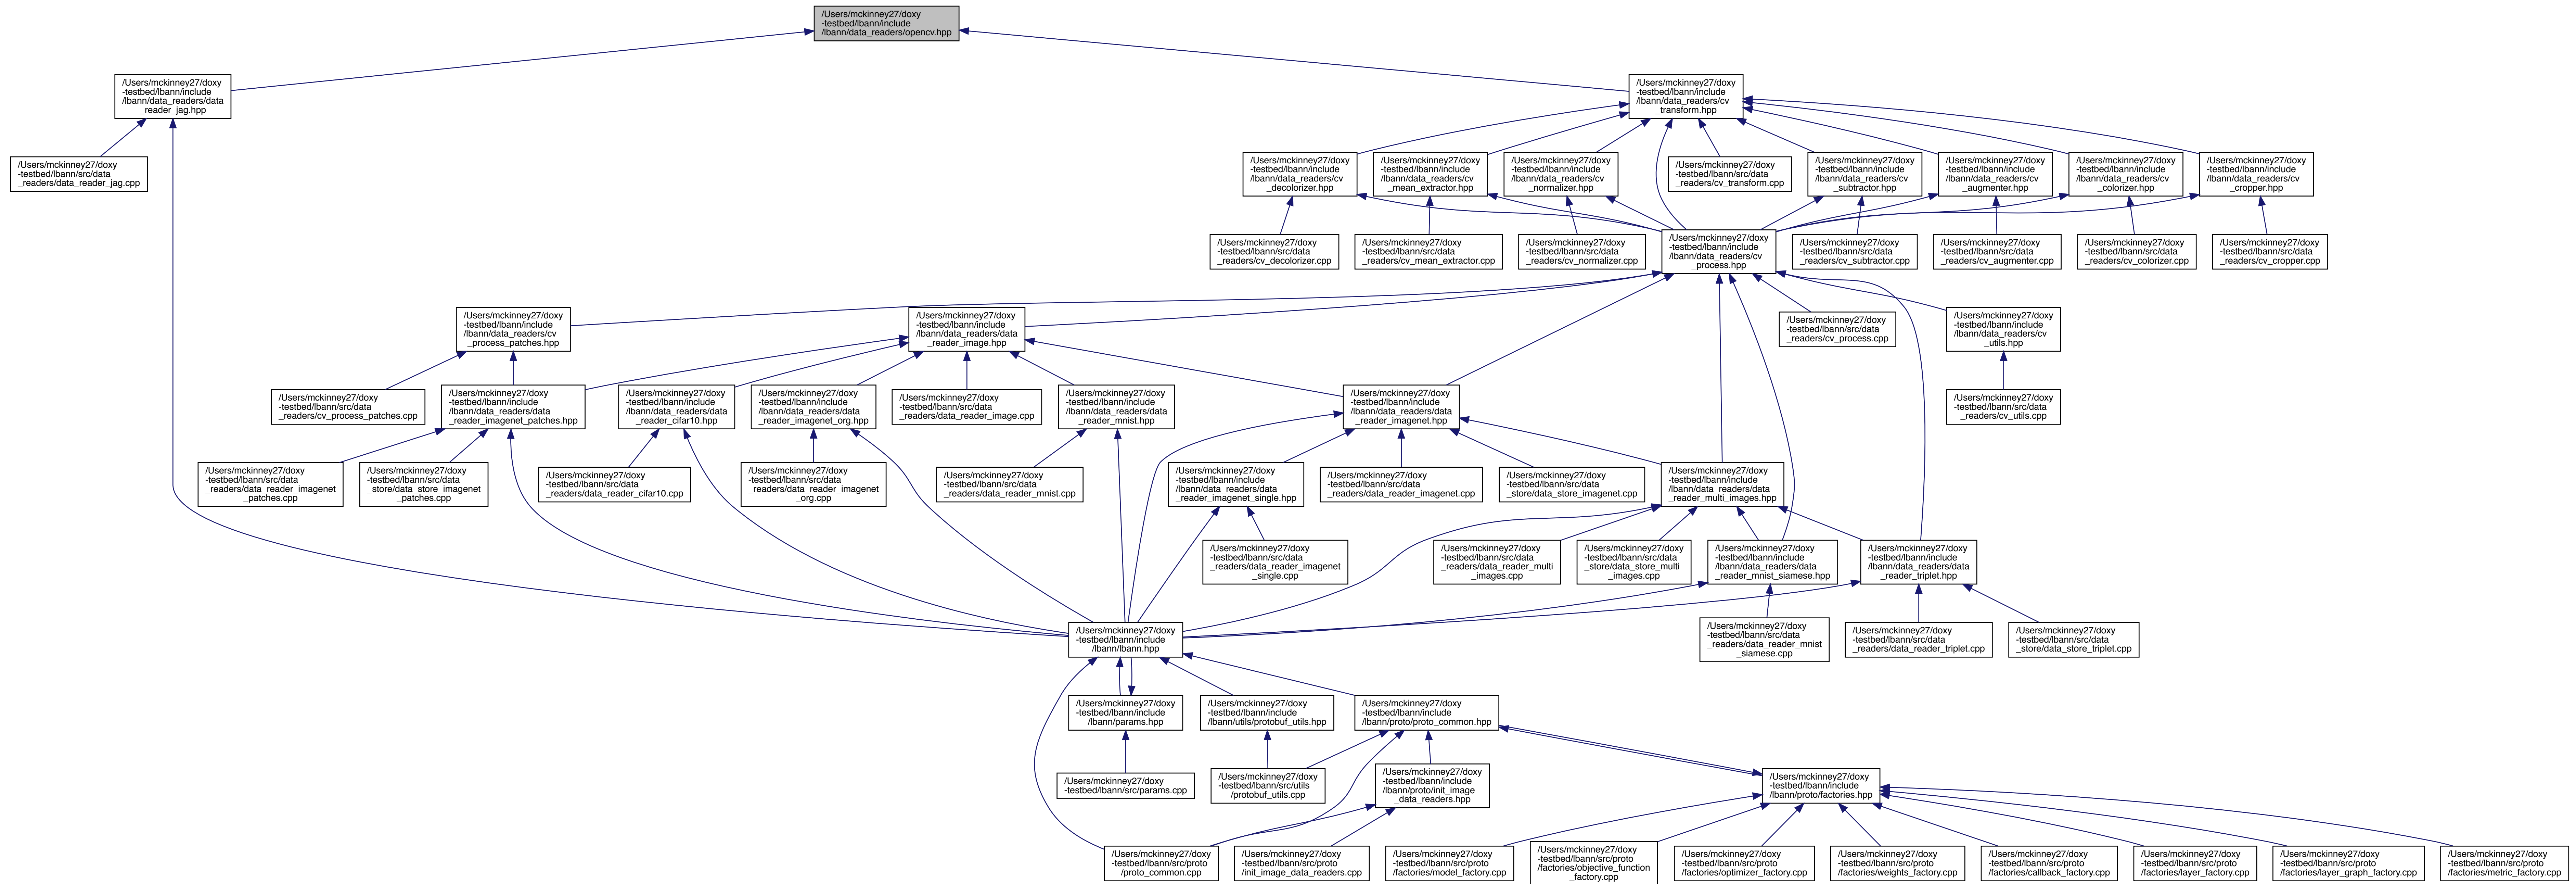 /Users/mckinney27/doxy
-testbed/lbann/include
/lbann/data_readers/opencv.hpp
/Users/mckinney27/doxy
-testbed/lbann/include
/lbann/data_readers/data
_reader_jag.hpp
/Users/mckinney27/doxy
-testbed/lbann/include
/lbann/data_readers/cv
_transform.hpp
/Users/mckinney27/doxy
-testbed/lbann/src/data
_readers/data_reader_jag.cpp
/Users/mckinney27/doxy
-testbed/lbann/include
/lbann/data_readers/cv
_decolorizer.hpp
/Users/mckinney27/doxy
-testbed/lbann/include
/lbann/data_readers/cv
_mean_extractor.hpp
/Users/mckinney27/doxy
-testbed/lbann/include
/lbann/data_readers/cv
_normalizer.hpp
/Users/mckinney27/doxy
-testbed/lbann/src/data
_readers/cv_transform.cpp
/Users/mckinney27/doxy
-testbed/lbann/include
/lbann/data_readers/cv
_subtractor.hpp
/Users/mckinney27/doxy
-testbed/lbann/include
/lbann/data_readers/cv
_augmenter.hpp
/Users/mckinney27/doxy
-testbed/lbann/include
/lbann/data_readers/cv
_colorizer.hpp
/Users/mckinney27/doxy
-testbed/lbann/include
/lbann/data_readers/cv
_cropper.hpp
/Users/mckinney27/doxy
-testbed/lbann/src/data
_readers/cv_decolorizer.cpp
/Users/mckinney27/doxy
-testbed/lbann/src/data
_readers/cv_mean_extractor.cpp
/Users/mckinney27/doxy
-testbed/lbann/src/data
_readers/cv_normalizer.cpp
/Users/mckinney27/doxy
-testbed/lbann/include
/lbann/data_readers/cv
_process.hpp
/Users/mckinney27/doxy
-testbed/lbann/src/data
_readers/cv_subtractor.cpp
/Users/mckinney27/doxy
-testbed/lbann/src/data
_readers/cv_augmenter.cpp
/Users/mckinney27/doxy
-testbed/lbann/src/data
_readers/cv_colorizer.cpp
/Users/mckinney27/doxy
-testbed/lbann/src/data
_readers/cv_cropper.cpp
/Users/mckinney27/doxy
-testbed/lbann/include
/lbann/data_readers/cv
_process_patches.hpp
/Users/mckinney27/doxy
-testbed/lbann/include
/lbann/data_readers/data
_reader_image.hpp
/Users/mckinney27/doxy
-testbed/lbann/src/data
_readers/cv_process.cpp
/Users/mckinney27/doxy
-testbed/lbann/include
/lbann/data_readers/cv
_utils.hpp
/Users/mckinney27/doxy
-testbed/lbann/src/data
_readers/cv_process_patches.cpp
/Users/mckinney27/doxy
-testbed/lbann/include
/lbann/data_readers/data
_reader_imagenet_patches.hpp
/Users/mckinney27/doxy
-testbed/lbann/include
/lbann/data_readers/data
_reader_cifar10.hpp
/Users/mckinney27/doxy
-testbed/lbann/include
/lbann/data_readers/data
_reader_imagenet_org.hpp
/Users/mckinney27/doxy
-testbed/lbann/src/data
_readers/data_reader_image.cpp
/Users/mckinney27/doxy
-testbed/lbann/include
/lbann/data_readers/data
_reader_mnist.hpp
/Users/mckinney27/doxy
-testbed/lbann/include
/lbann/data_readers/data
_reader_imagenet.hpp
/Users/mckinney27/doxy
-testbed/lbann/src/data
_readers/cv_utils.cpp
/Users/mckinney27/doxy
-testbed/lbann/src/data
_readers/data_reader_imagenet
_patches.cpp
/Users/mckinney27/doxy
-testbed/lbann/src/data
_store/data_store_imagenet
_patches.cpp
/Users/mckinney27/doxy
-testbed/lbann/src/data
_readers/data_reader_cifar10.cpp
/Users/mckinney27/doxy
-testbed/lbann/src/data
_readers/data_reader_imagenet
_org.cpp
/Users/mckinney27/doxy
-testbed/lbann/src/data
_readers/data_reader_mnist.cpp
/Users/mckinney27/doxy
-testbed/lbann/include
/lbann/data_readers/data
_reader_imagenet_single.hpp
/Users/mckinney27/doxy
-testbed/lbann/src/data
_readers/data_reader_imagenet.cpp
/Users/mckinney27/doxy
-testbed/lbann/src/data
_store/data_store_imagenet.cpp
/Users/mckinney27/doxy
-testbed/lbann/include
/lbann/data_readers/data
_reader_multi_images.hpp
/Users/mckinney27/doxy
-testbed/lbann/src/data
_readers/data_reader_imagenet
_single.cpp
/Users/mckinney27/doxy
-testbed/lbann/src/data
_readers/data_reader_multi
_images.cpp
/Users/mckinney27/doxy
-testbed/lbann/src/data
_store/data_store_multi
_images.cpp
/Users/mckinney27/doxy
-testbed/lbann/include
/lbann/data_readers/data
_reader_mnist_siamese.hpp
/Users/mckinney27/doxy
-testbed/lbann/include
/lbann/data_readers/data
_reader_triplet.hpp
/Users/mckinney27/doxy
-testbed/lbann/include
/lbann/lbann.hpp
/Users/mckinney27/doxy
-testbed/lbann/src/data
_readers/data_reader_mnist
_siamese.cpp
/Users/mckinney27/doxy
-testbed/lbann/src/data
_readers/data_reader_triplet.cpp
/Users/mckinney27/doxy
-testbed/lbann/src/data
_store/data_store_triplet.cpp
/Users/mckinney27/doxy
-testbed/lbann/include
/lbann/params.hpp
/Users/mckinney27/doxy
-testbed/lbann/include
/lbann/utils/protobuf_utils.hpp
/Users/mckinney27/doxy
-testbed/lbann/include
/lbann/proto/proto_common.hpp
/Users/mckinney27/doxy
-testbed/lbann/src/params.cpp
/Users/mckinney27/doxy
-testbed/lbann/src/utils
/protobuf_utils.cpp
/Users/mckinney27/doxy
-testbed/lbann/include
/lbann/proto/init_image
_data_readers.hpp
/Users/mckinney27/doxy
-testbed/lbann/include
/lbann/proto/factories.hpp
/Users/mckinney27/doxy
-testbed/lbann/src/proto
/proto_common.cpp
/Users/mckinney27/doxy
-testbed/lbann/src/proto
/init_image_data_readers.cpp
/Users/mckinney27/doxy
-testbed/lbann/src/proto
/factories/model_factory.cpp
/Users/mckinney27/doxy
-testbed/lbann/src/proto
/factories/objective_function
_factory.cpp
/Users/mckinney27/doxy
-testbed/lbann/src/proto
/factories/optimizer_factory.cpp
/Users/mckinney27/doxy
-testbed/lbann/src/proto
/factories/weights_factory.cpp
/Users/mckinney27/doxy
-testbed/lbann/src/proto
/factories/callback_factory.cpp
/Users/mckinney27/doxy
-testbed/lbann/src/proto
/factories/layer_factory.cpp
/Users/mckinney27/doxy
-testbed/lbann/src/proto
/factories/layer_graph_factory.cpp
/Users/mckinney27/doxy
-testbed/lbann/src/proto
/factories/metric_factory.cpp